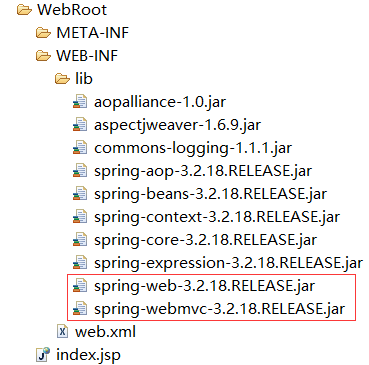 WebRoot
META-INF
WEB-INF
lib
aopalliance-1.0.jar
aspectjweaver-1.6.9.jar
commons-logging-1.1.1.jar
spring-aop-3.2.18.RELEASE.jar
spring-beans-3.2.18.RELEASE.jar
spring-context-3.2.18.RELEASE.jar
spring-core-3.2.18.RELEASE.jar
spring-expression-3.2.18.RELEASE.jar
spring-web-3.2.18.RELEASE.jar
spring-webmvc-3.2.18.RELEASE.jar
web.xml
index.jsp